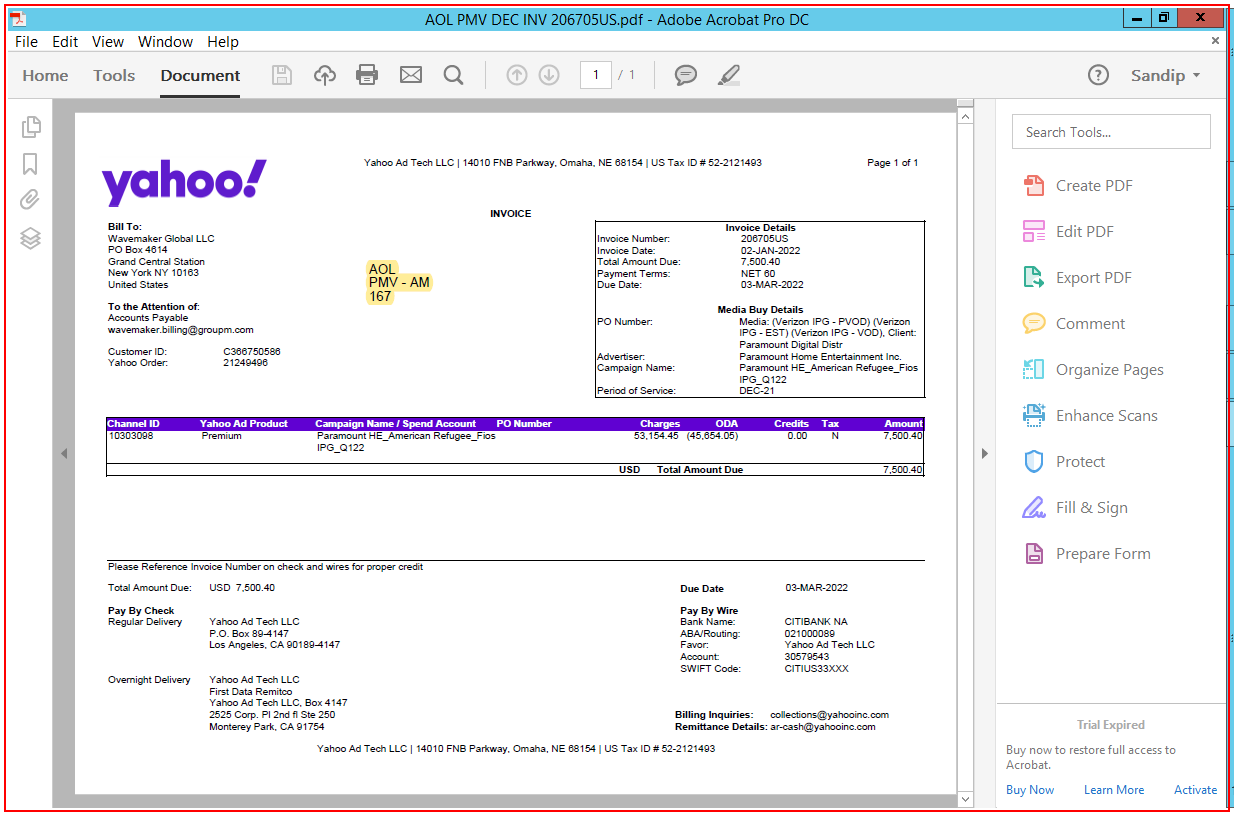 AOL PMV DEC INV 206705US.pdf - Adobe Acrobat Pro DC
File Edit View Window Help
Home Tools Document 1 / 1 Sandip
Search Tools...
Create PDF
Edit PDF
Export PDF
Comment
Organize Pages
Enhance Scans
Protect
Fill & Sign
Prepare Form
Trial Expired
Buy now to restore full access to
Acrobat.
Buy Now Learn More Activate
yahoo!
Yahoo Ad Tech LLC | 14010 FNB Parkway, Omaha, NE 68154 | US Tax ID # 52-2121493
Page 1 of 1
INVOICE
Bill To:
Wavemaker Global LLC
PO Box 4614
Grand Central Station
New York NY 10163
United States
To the Attention of:
Accounts Payable
wavemaker.billing@groupm.com
Customer ID: C366750586
Yahoo Order: 21249496
AOL
PMV - AM
167
Invoice Details
Invoice Number: 206705US
Invoice Date: 02-JAN-2022
Total Amount Due: 7,500.40
Payment Terms: NET 60
Due Date: 03-MAR-2022
Media Buy Details
PO Number: Media: (Verizon IPG - PVOD) (Verizon
IPG - EST) (Verizon IPG - VOD), Client:
Paramount Digital Distr
Advertiser: Paramount Home Entertainment Inc.
Campaign Name: Paramount HE_American Refugee_Fios
IPG_Q122
Period of Service: DEC-21
Channel ID Yahoo Ad Product Campaign Name / Spend Account PO Number Charges ODA Credits Tax Amount
10303098 Premium Paramount HE_American Refugee_Fios 53,154.45 (45,654.05) 0.00 N 7,500.40
IPG_Q122
USD Total Amount Due 7,500.40
Please Reference Invoice Number on check and wires for proper credit
Total Amount Due: USD 7,500.40
Due Date 03-MAR-2022
Pay By Check
Regular Delivery Yahoo Ad Tech LLC
P.O. Box 89-4147
Los Angeles, CA 90189-4147
Overnight Delivery Yahoo Ad Tech LLC
First Data Remitco
Yahoo Ad Tech LLC, Box 4147
2525 Corp. Pl 2nd fl Ste 250
Monterey Park, CA 91754
Pay By Wire
Bank Name: CITIBANK NA
ABA/Routing: 021000089
Favor: Yahoo Ad Tech LLC
Account: 30579543
SWIFT Code: CITIUS33XXX
Billing Inquiries: collections@yahooinc.com
Remittance Details: ar-cash@yahooinc.com
Yahoo Ad Tech LLC | 14010 FNB Parkway, Omaha, NE 68154 | US Tax ID # 52-2121493